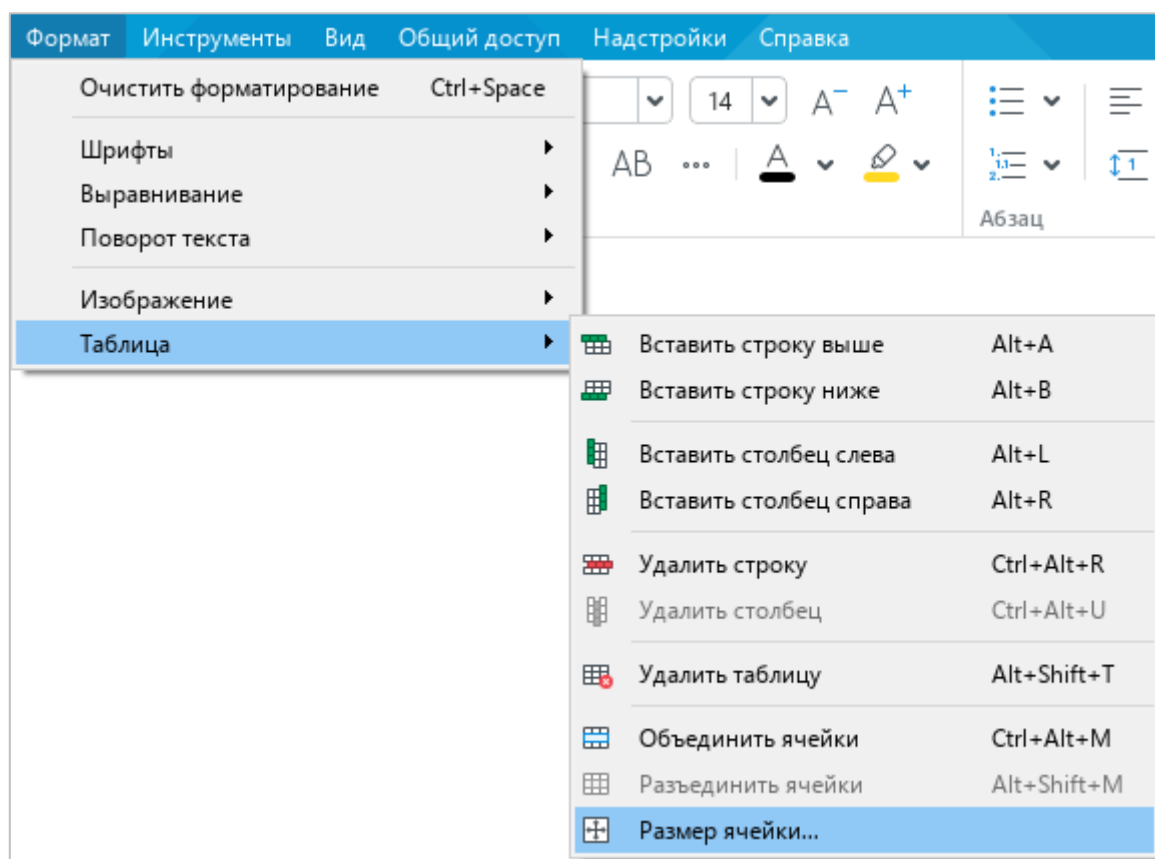 Формат Инструменты Вид Общий доступ Надстройки Справка
Очистить форматирование Ctrl+Space
14 A− A+
Шрифты
AB ... A
Выравнивание
Поворот текста
Абзац
Изображение
Таблица
Вставить строку выше Alt+A
Вставить строку ниже Alt+B
Вставить столбец слева Alt+L
Вставить столбец справа Alt+R
Удалить строку Ctrl+Alt+R
Удалить столбец Ctrl+Alt+U
Удалить таблицу Alt+Shift+T
Объединить ячейки Ctrl+Alt+M
Разъединить ячейки Alt+Shift+M
Размер ячейки...